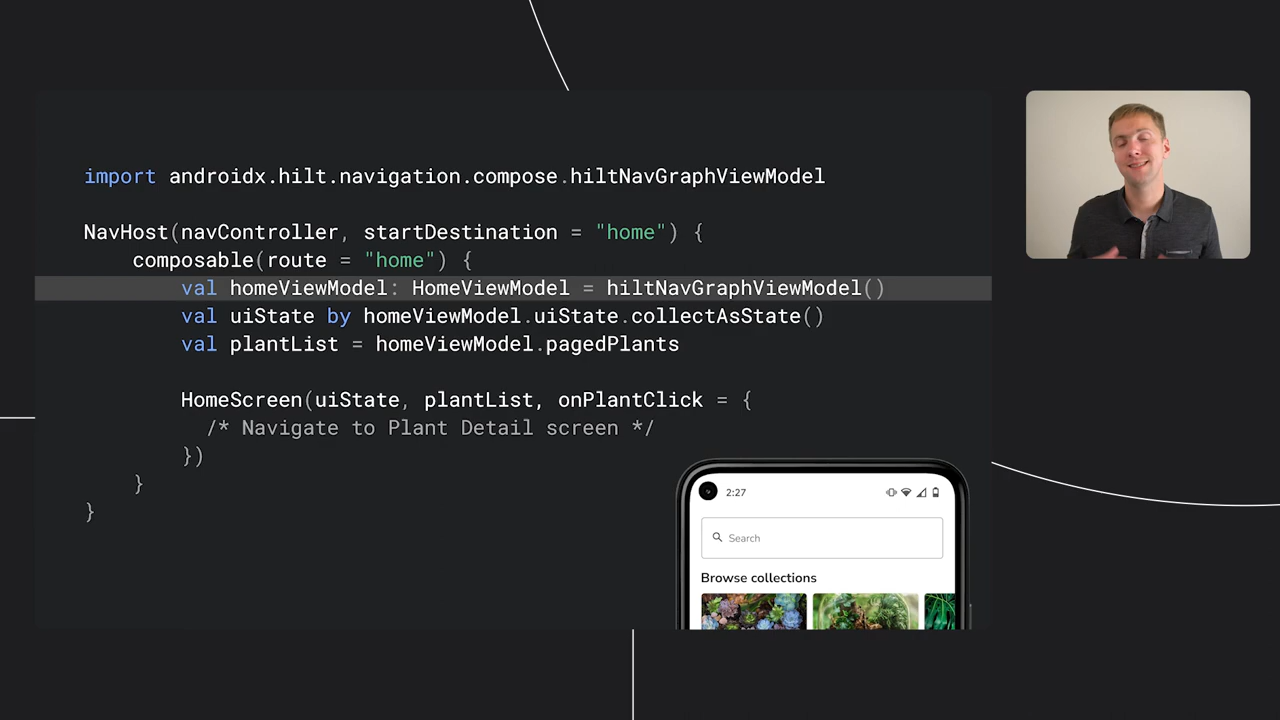 import androidx.hilt.navigation.compose.hiltNavGraphViewModel
NavHost(navController, startDestination = "home") {
composable(route = "home") {
val homeViewModel: HomeViewModel = hiltNavGraphViewModel()
val uiState by homeViewModel.uiState.collectAsState()
val plantList = homeViewModel.pagedPlants
HomeScreen(uiState, plantList, onPlantClick = {
/* Navigate to Plant Detail screen */
})
}
}
2:27
Search
Browse collections